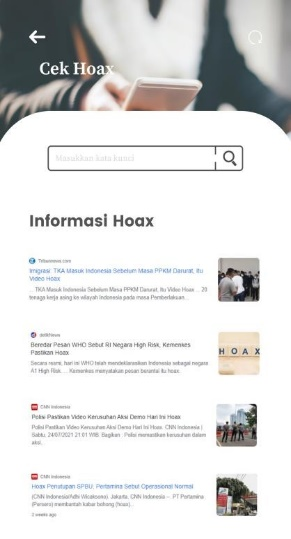 Cek Hoax
Masukkan kata kunci
Informasi Hoax
Tribunnews.com
Imigrasi: TKA Masuk Indonesia Sebelum Masa PPKM Darurat, Itu
Video Hoax
... TKA Masuk Indonesia Sebelum Masa PPKM Darurat, Itu Video Hoax ... 20
tenaga kerja asing ke wilayah Indonesia pada masa Pemberlakuan...
detikNews
Beredar Pesan WHO Sebut RI Negara High Risk, Kemenkes
Pastikan Hoax
Secara resmi, hari ini WHO telah mendeklarasikan Indonesia sebagai negara
A1 High Risk. ... Kemenkes menyatakan pesan berantai itu hoax.
HOAX
CNN Indonesia
Polisi Pastikan Video Kerusuhan Aksi Demo Hari Ini Hoax
Polisi Pastikan Video Kerusuhan Aksi Demo Hari Ini Hoax. CNN Indonesia |
Sabtu, 24/07/2021 21:01 WIB. Bagikan : Polisi memastikan kerusuhan dalam
aksi...
CNN Indonesia
Hoax Penutupan SPBU, Pertamina Sebut Operasional Normal
(CNN Indonesia/Adhi Wicaksono). Jakarta, CNN Indonesia -- PT Pertamina
(Persero) membantah kabar bohong (hoax)...
2 weeks ago